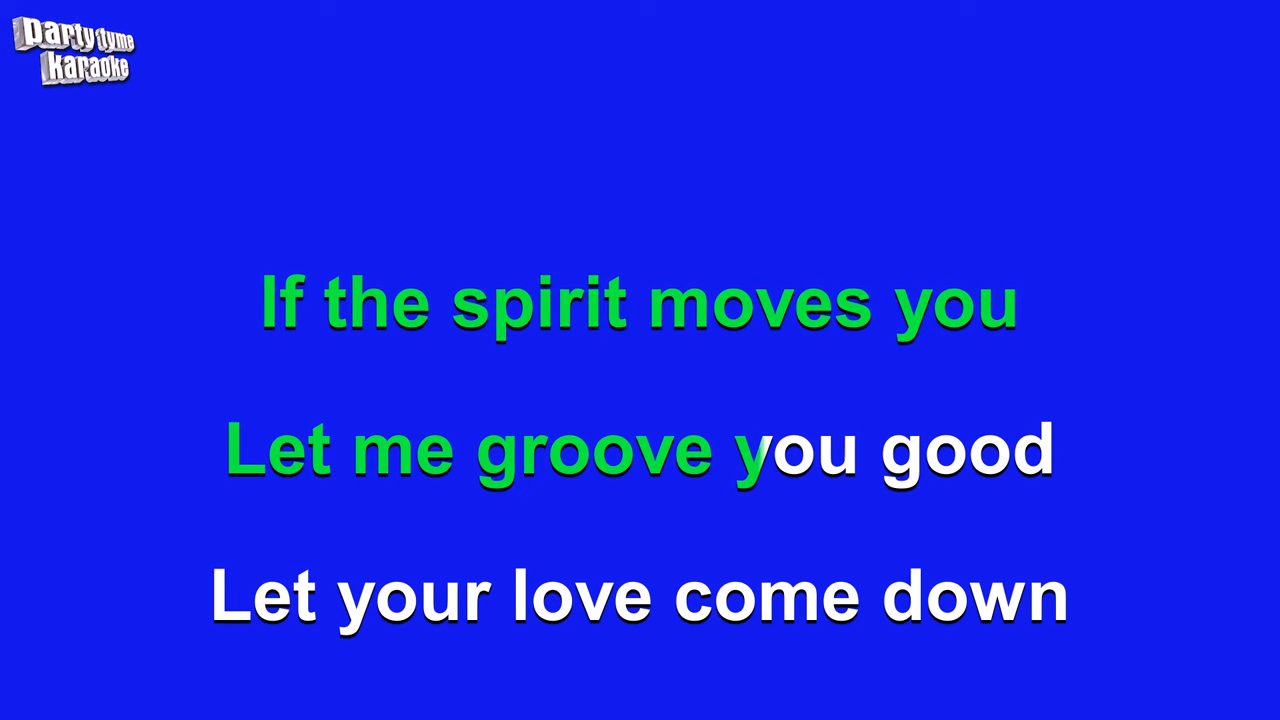 party tyme
karaoke
If the spirit moves you
Let me groove you good
Let your love come down